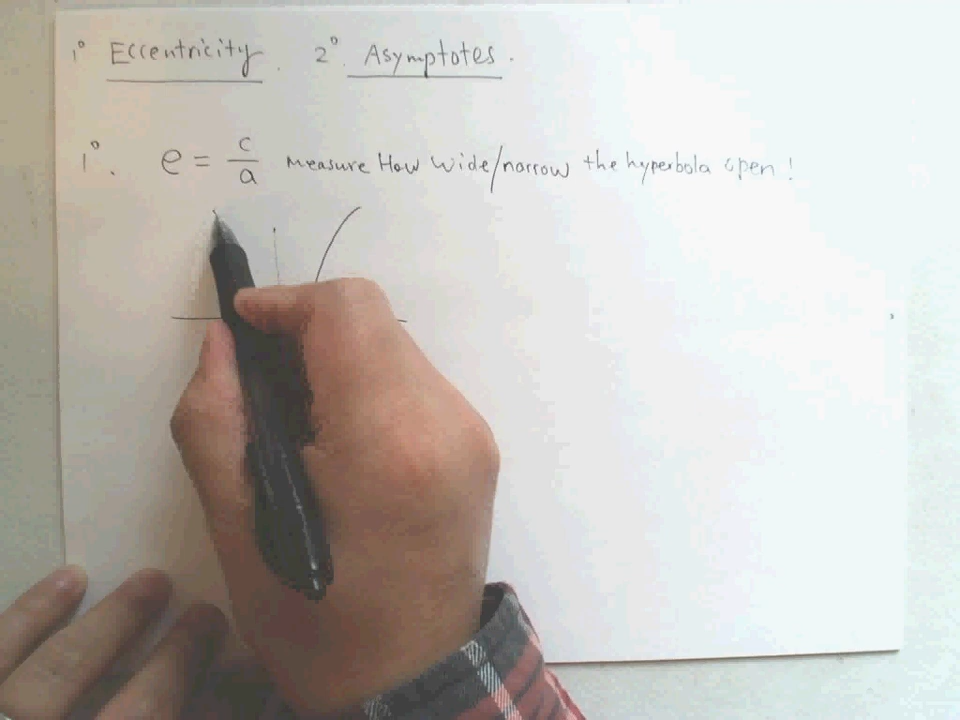 1° Eccentricity. 2°. Asymptotes.
1°. e = c/a Measure How wide/narrow the hyperbola open!